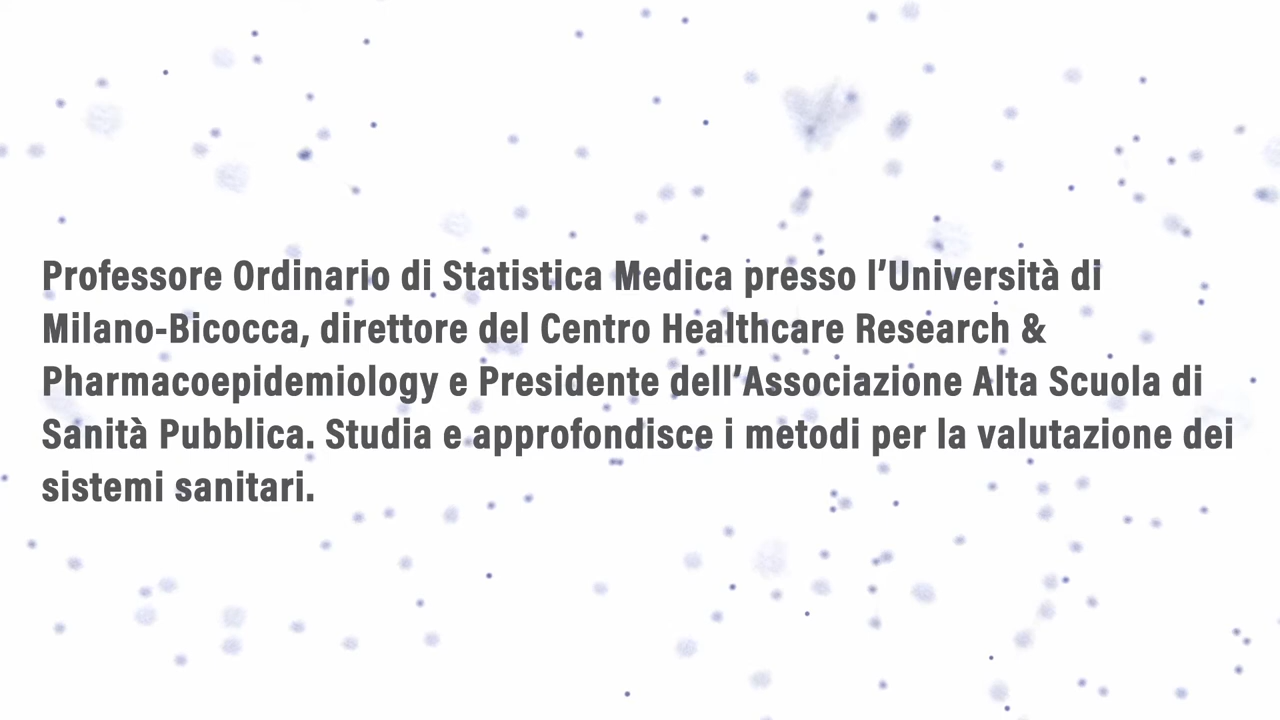 Professore Ordinario di Statistica Medica presso l’Università di
Milano-Bicocca, direttore del Centro Healthcare Research &
Pharmacoepidemiology e Presidente dell’Associazione Alta Scuola di
Sanità Pubblica. Studia e approfondisce i metodi per la valutazione dei
sistemi sanitari.